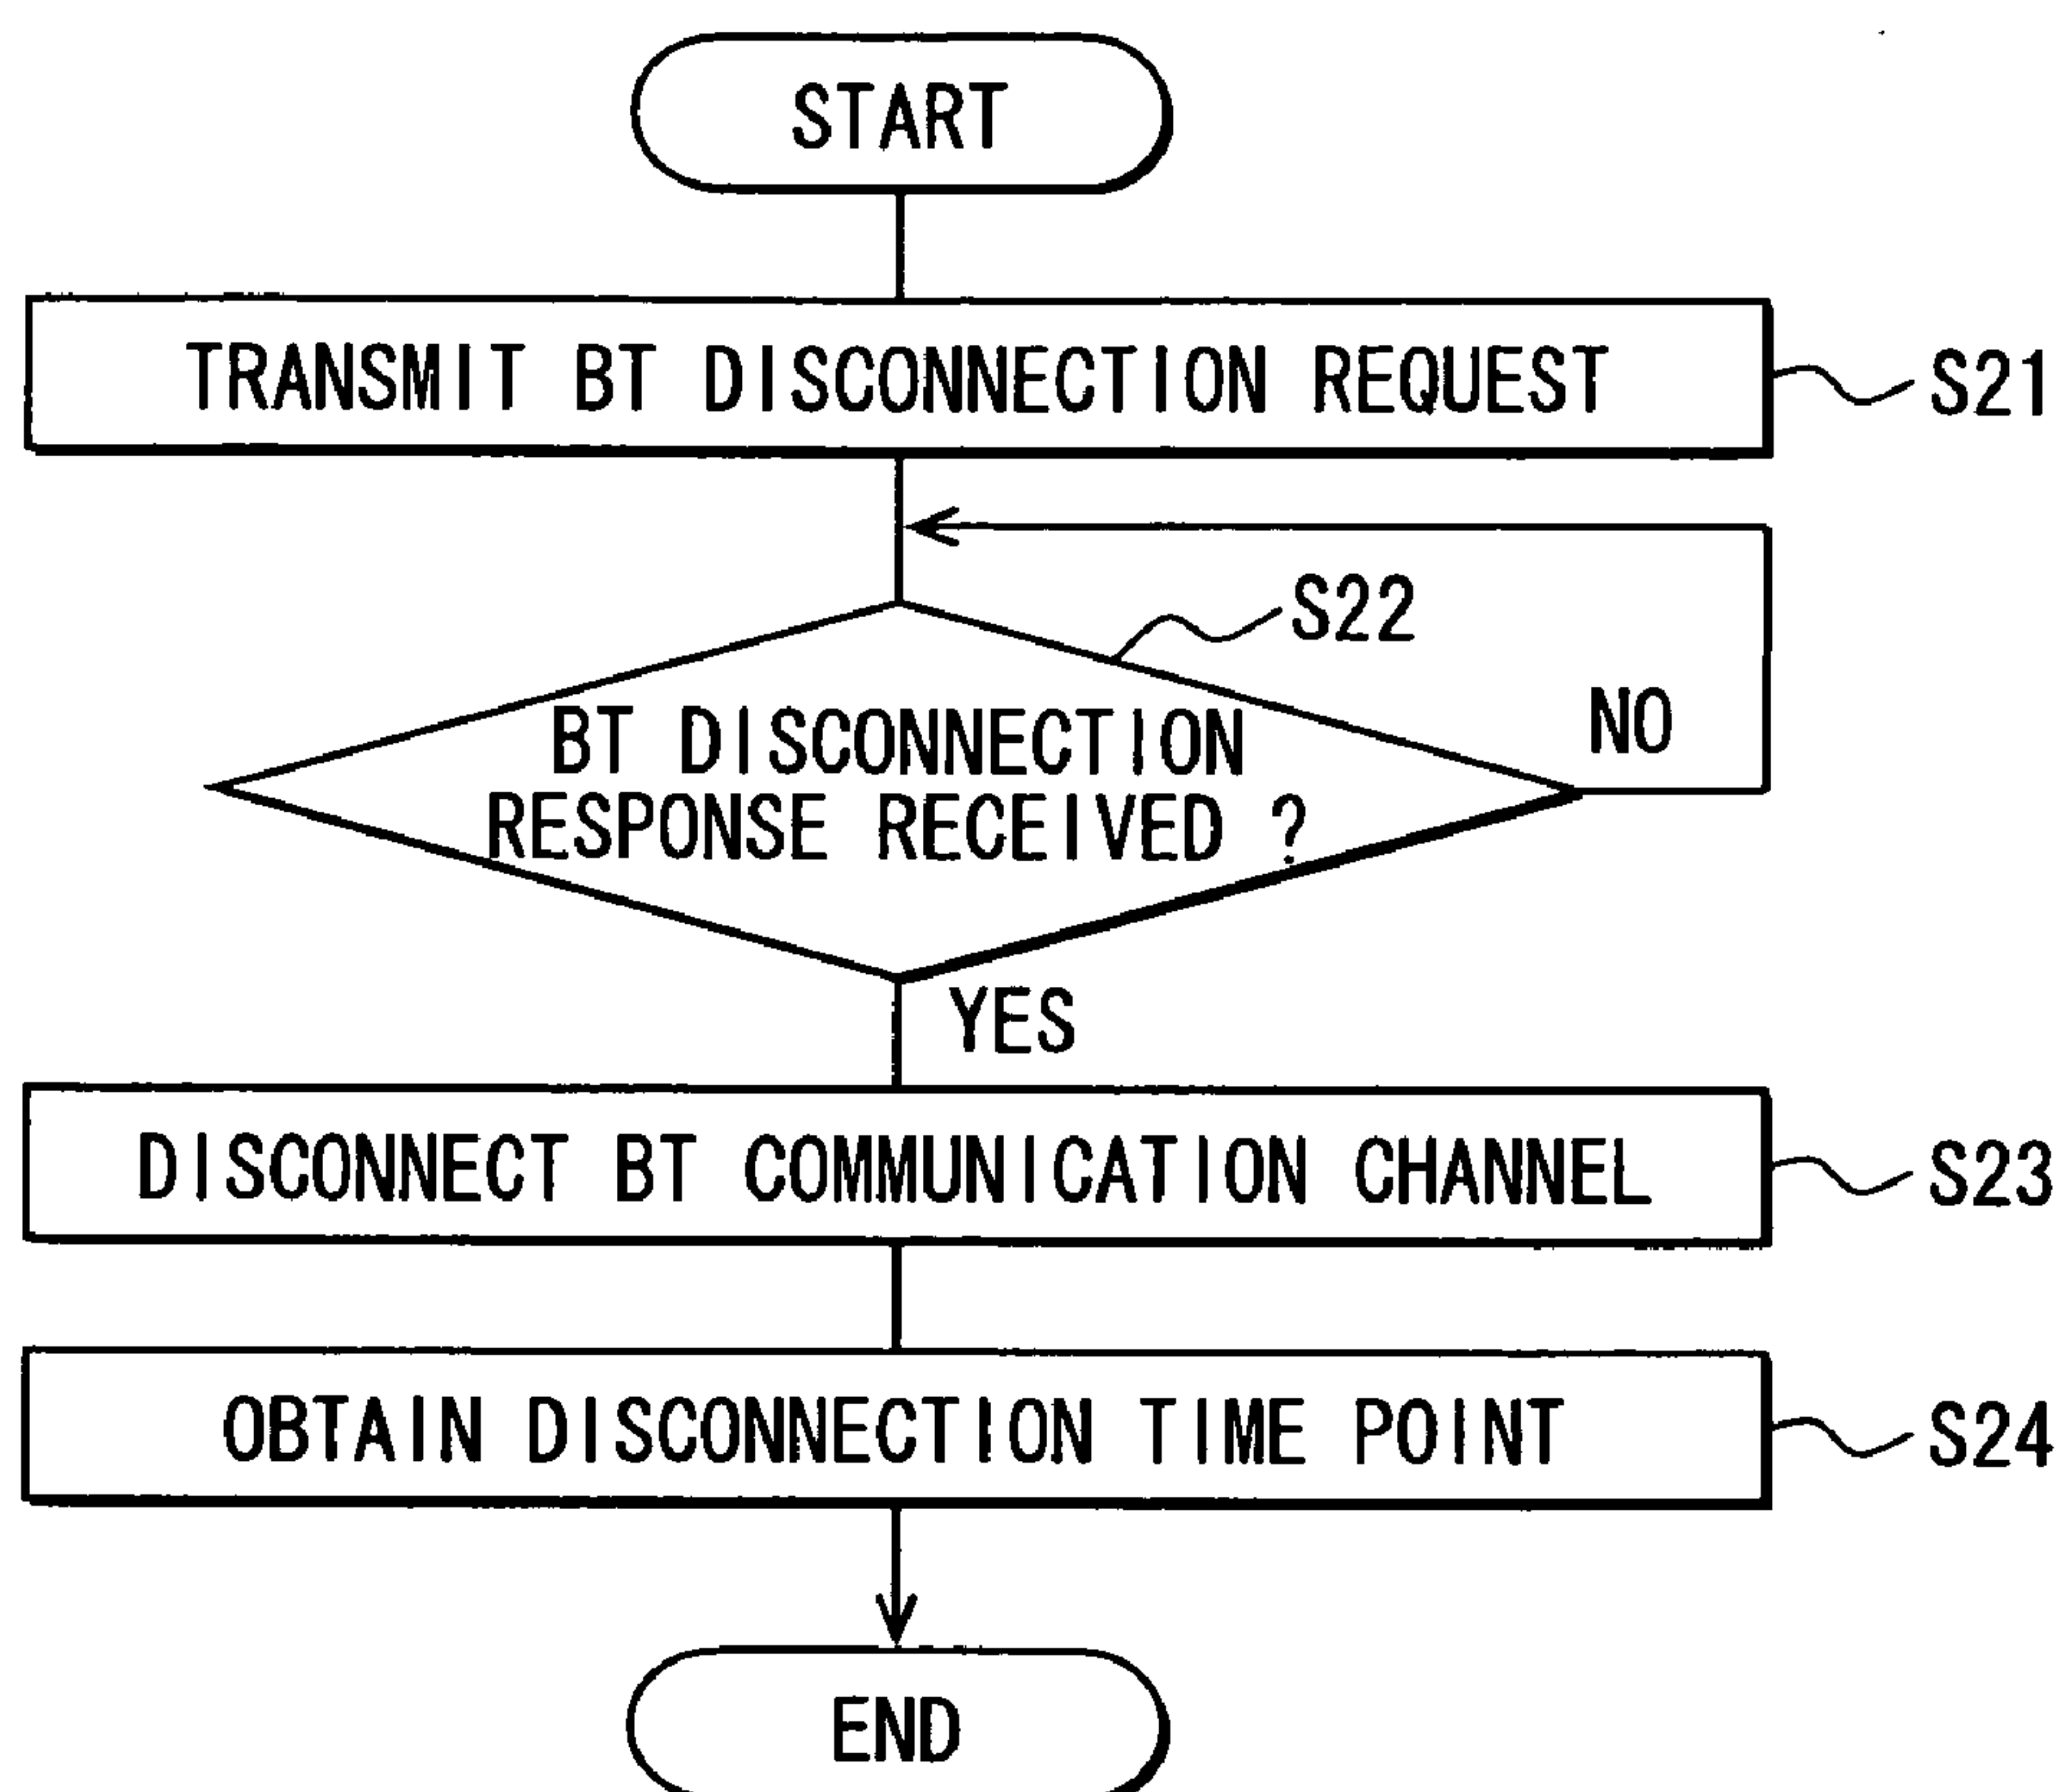 START
TRANSMIT BT DISCONNECTION REQUEST
S21
S22
NO
BT DISCONNECTION
RESPONSE RECEIVED ?
YES
DISCONNECT BT COMMUNICATION CHANNEL
S23
OBTAIN DISCONNECTION TIME POINT
S24
END